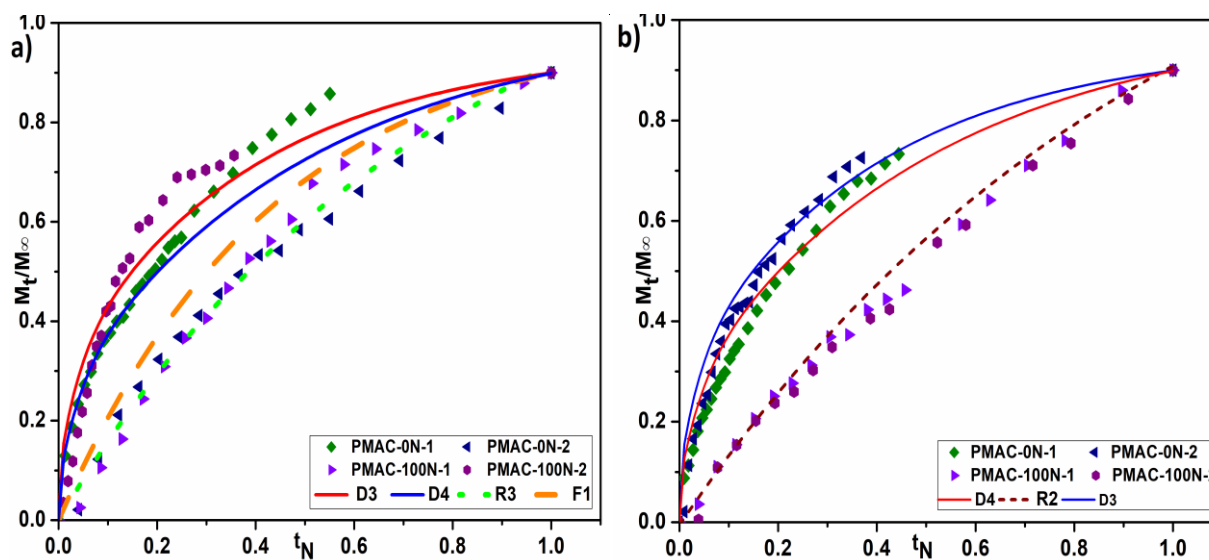 a)
1.0
0.8
0.6
0.4
0.2
0.0
Mt/M∞
0.0 0.2 0.4 0.6 0.8 1.0
tN
PMAC-0N-1 PMAC-0N-2
PMAC-100N-1 PMAC-100N-2
D3 D4 R3 F1
b)
1.0
0.8
0.6
0.4
0.2
0.0
Mt/M∞
0.0 0.2 0.4 0.6 0.8 1.0
tN
PMAC-0N-1 PMAC-0N-2
PMAC-100N-1 PMAC-100N-2
D4 R2 D3